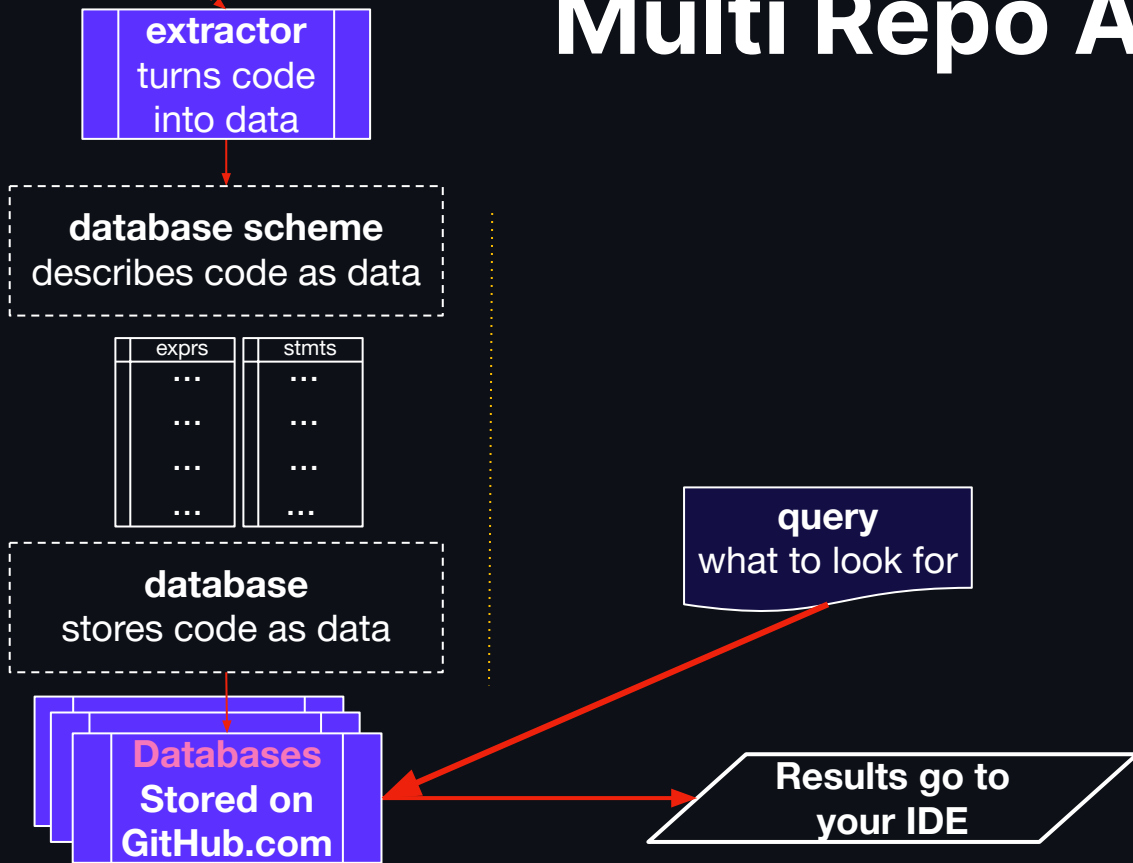 Multi Repo A
extractor
turns code
into data
database scheme
describes code as data
exprs stmts
... ...
... ...
... ...
... ...
query
what to look for
database
stores code as data
Databases
Stored on
GitHub.com
Results go to
your IDE